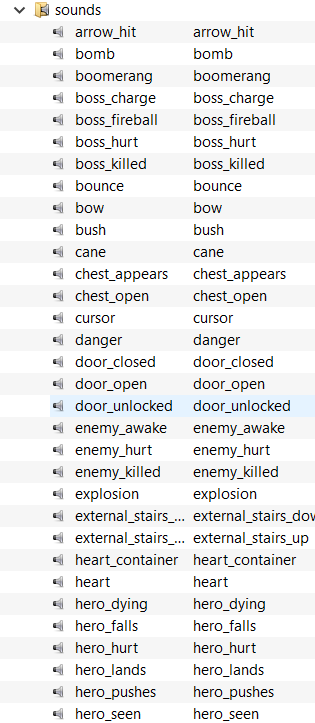 sounds
arrow_hit arrow_hit
bomb bomb
boomerang boomerang
boss_charge boss_charge
boss_fireball boss_fireball
boss_hurt boss_hurt
boss_killed boss_killed
bounce bounce
bow bow
bush bush
cane cane
chest_appears chest_appears
chest_open chest_open
cursor cursor
danger danger
door_closed door_closed
door_open door_open
door_unlocked door_unlocked
enemy_awake enemy_awake
enemy_hurt enemy_hurt
enemy_killed enemy_killed
explosion explosion
external_stairs_... external_stairs_dov
external_stairs_... external_stairs_up
heart_container heart_container
heart heart
hero_dying hero_dying
hero_falls hero_falls
hero_hurt hero_hurt
hero_lands hero_lands
hero_pushes hero_pushes
hero_seen hero_seen